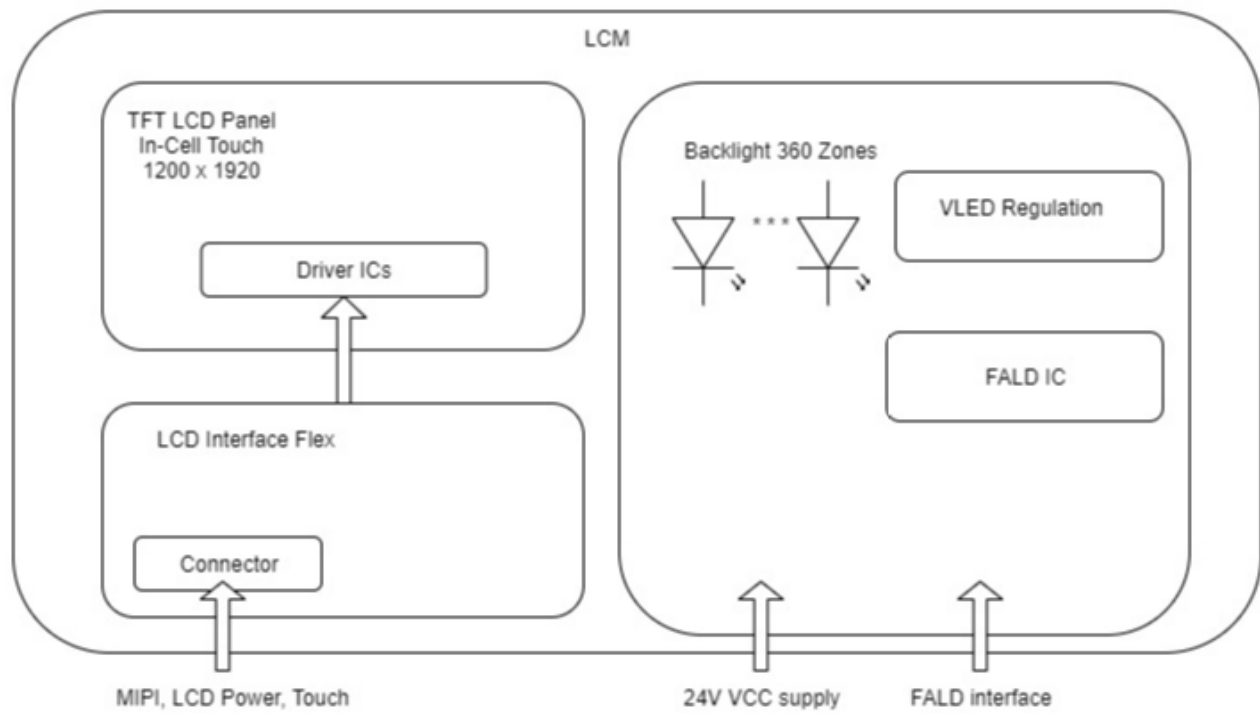 LCM
TFT LCD Panel
In-Cell Touch
1200 x 1920
Driver ICs
LCD Interface Flex
Connector
Backlight 360 Zones
* * *
VLED Regulation
FALD IC
MIPI, LCD Power, Touch
24V VCC supply
FALD interface